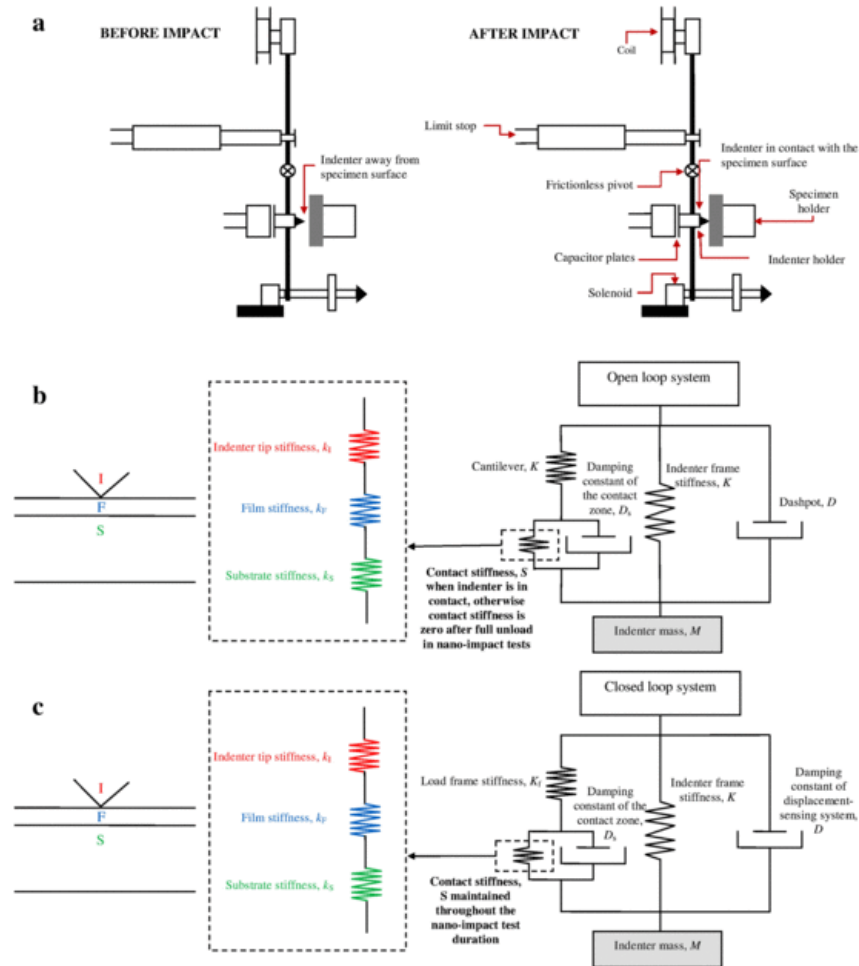 a
BEFORE IMPACT
AFTER IMPACT
Coil
Limit stop
Indenter away from
specimen surface
Indenter in contact with the
specimen surface
Frictionless pivot
Specimen
holder
Capacitor plates
Indenter holder
Solenoid
b
Open loop system
I
F
S
Indenter tip stiffness, kI
Film stiffness, kF
Substrate stiffness, kS
Cantilever, K
Damping
constant of
the contact
zone, Ds
Indenter frame
stiffness, K
Dashpot, D
Contact stiffness, S
when indenter is in
contact, otherwise
contact stiffness is
zero after full unload
in nano-impact tests
Indenter mass, M
c
Closed loop system
I
F
S
Indenter tip stiffness, kI
Film stiffness, kF
Substrate stiffness, kS
Load frame stiffness, Kf
Damping
constant of the
contact zone,
Ds
Indenter frame
stiffness, K
Damping
constant of
displacement-
sensing system,
D
Contact stiffness,
S maintained
throughout the
nano-impact test
duration
Indenter mass, M